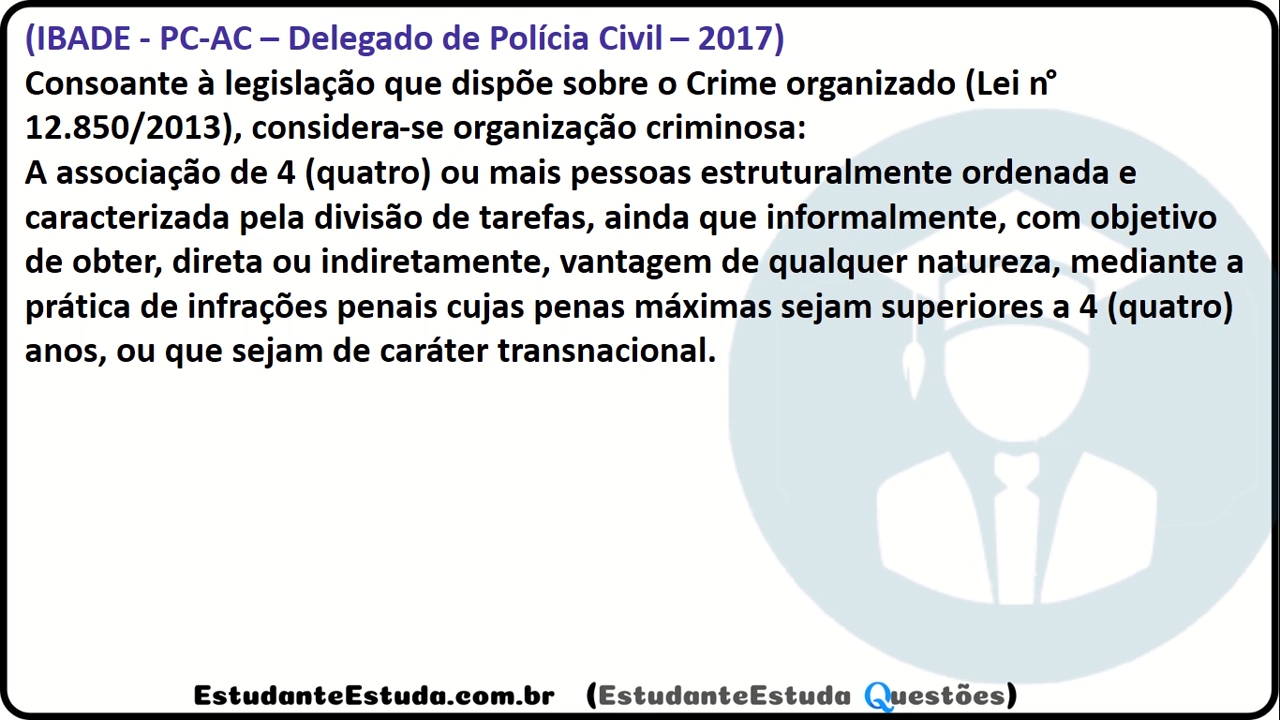 (IBADE - PC-AC – Delegado de Polícia Civil – 2017)
Consoante à legislação que dispõe sobre o Crime organizado (Lei n°
12.850/2013), considera-se organização criminosa:
A associação de 4 (quatro) ou mais pessoas estruturalmente ordenada e
caracterizada pela divisão de tarefas, ainda que informalmente, com objetivo
de obter, direta ou indiretamente, vantagem de qualquer natureza, mediante a
prática de infrações penais cujas penas máximas sejam superiores a 4 (quatro)
anos, ou que sejam de caráter transnacional.
EstudanteEstuda.com.br (EstudanteEstuda Questões)